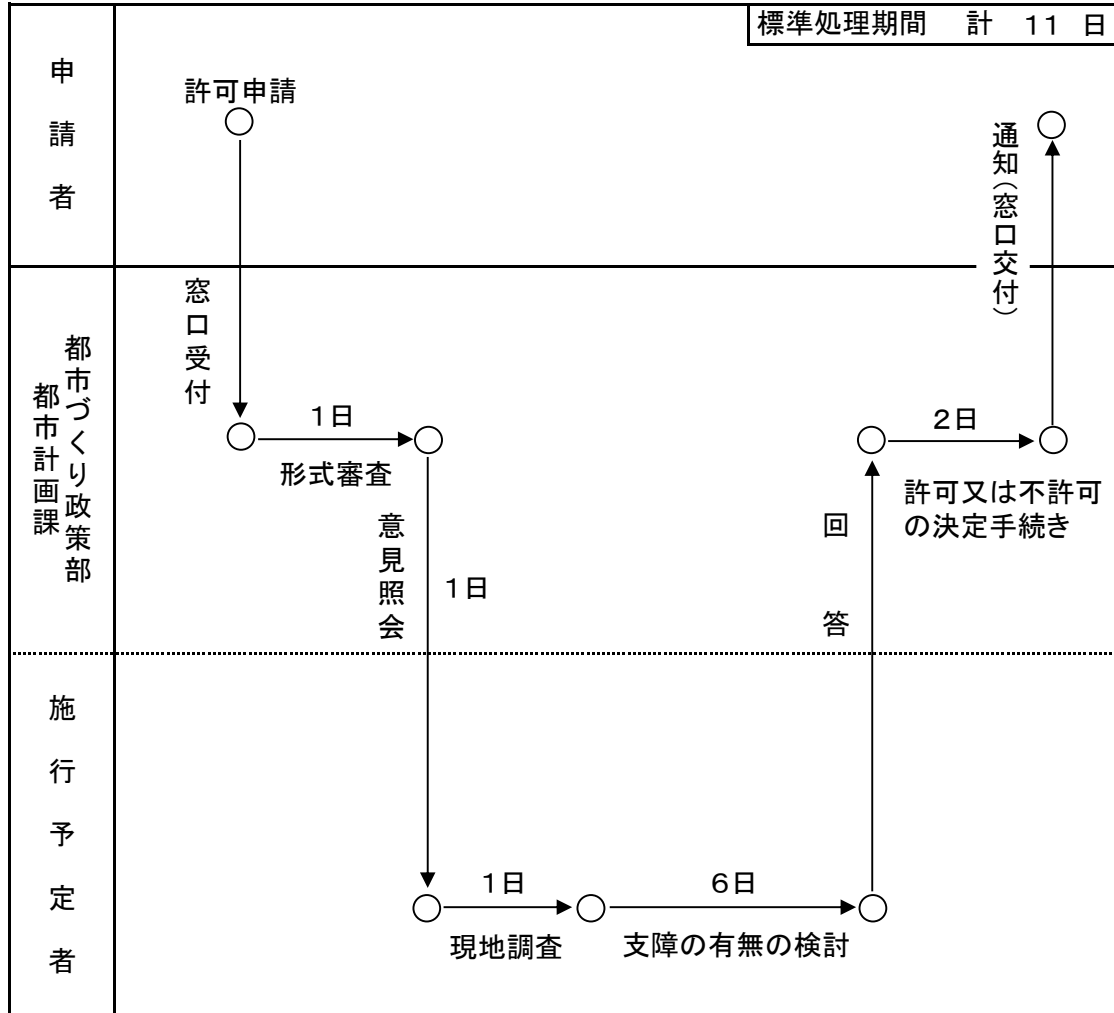 標準処理期間 計 11 日
申請者
許可申請
通知(窓口交付)
都市づくり政策部
都市計画課
窓口受付
1日
形式審査
意見照会
1日
回答
2日
許可又は不許可
の決定手続き
施行予定者
1日
現地調査
6日
支障の有無の検討